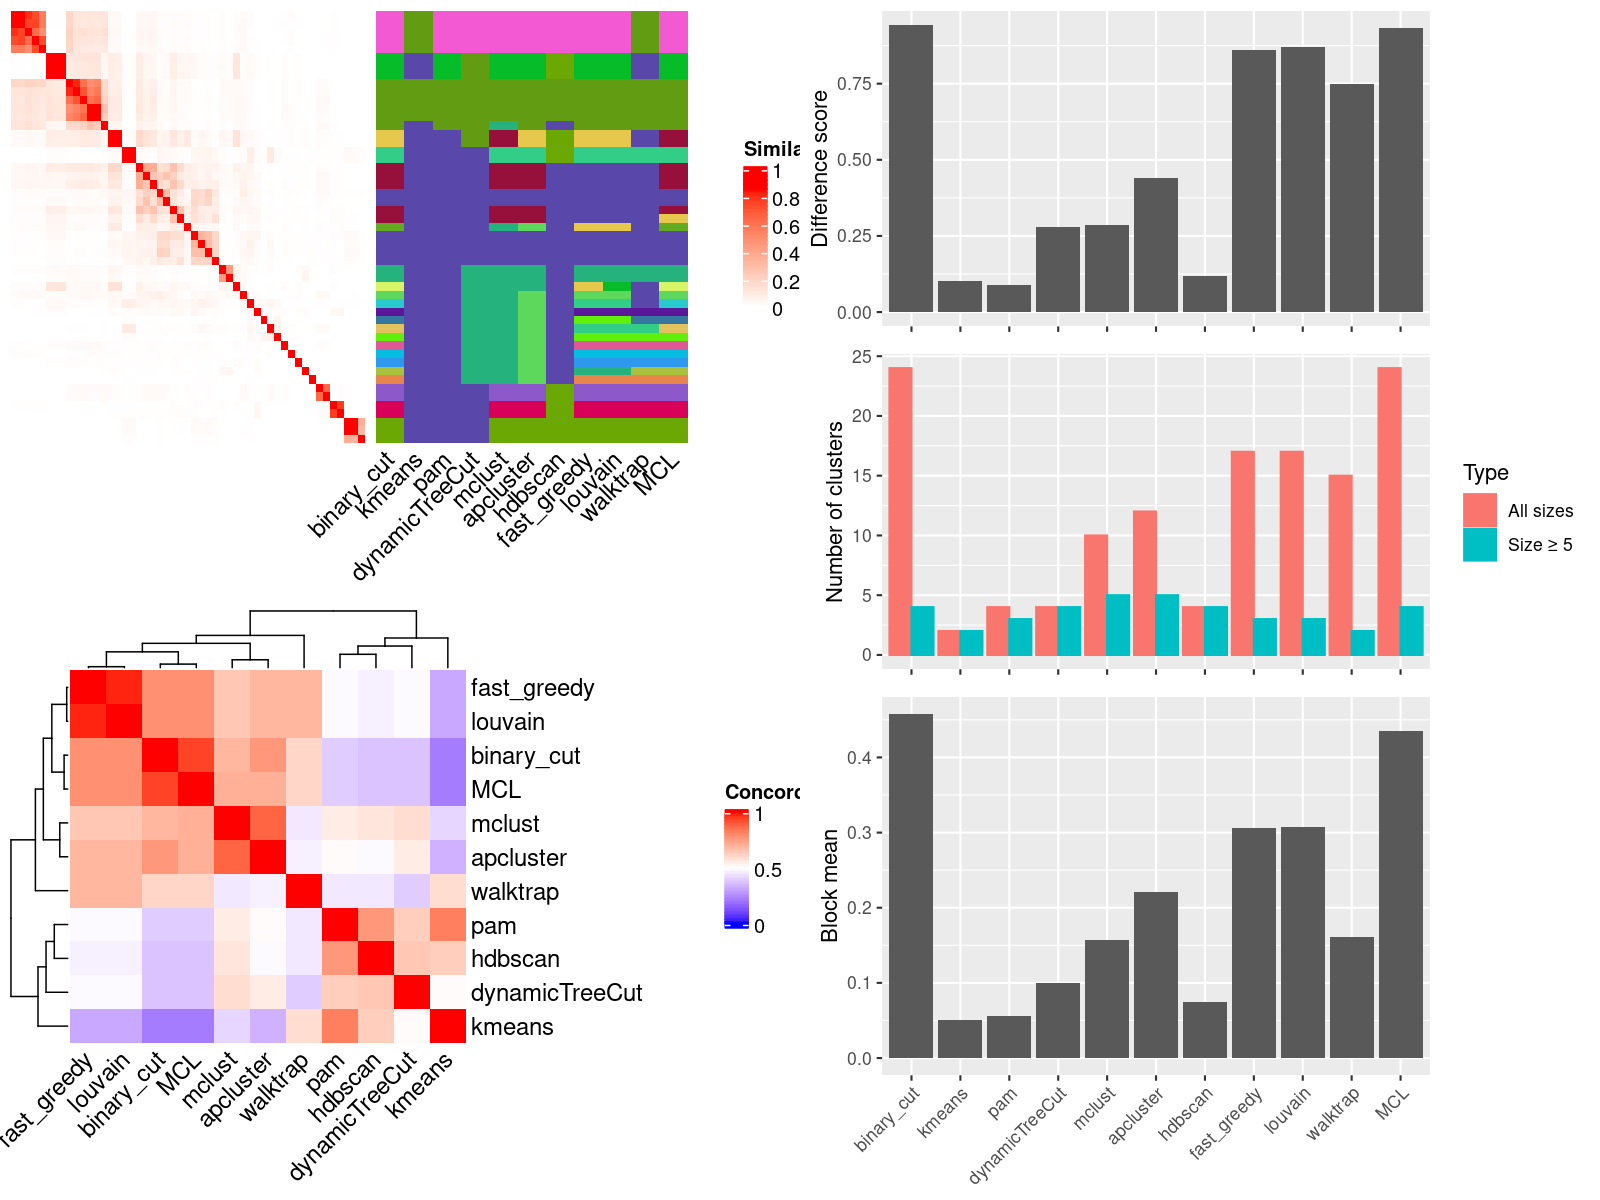 Simila
1
0.8
0.6
0.4
0.2
0
binary_cut
kmeans
pam
dynamicTreeCut
mclust
apcluster
hdbscan
fast_greedy
louvain
walktrap
MCL
fast_greedy
louvain
binary_cut
MCL
mclust
apcluster
walktrap
pam
hdbscan
dynamicTreeCut
kmeans
fast_greedy
louvain
binary_cut
MCL
mclust
apcluster
walktrap
pam
hdbscan
dynamicTreeCut
kmeans
Concord
1
0.5
0
Difference score
0.75
0.50
0.25
0.00
Number of clusters
25
20
15
10
5
0
Type
All sizes
Size ≥ 5
Block mean
0.4
0.3
0.2
0.1
0.0
binary_cut
kmeans
pam
dynamicTreeCut
mclust
apcluster
hdbscan
fast_greedy
louvain
walktrap
MCL